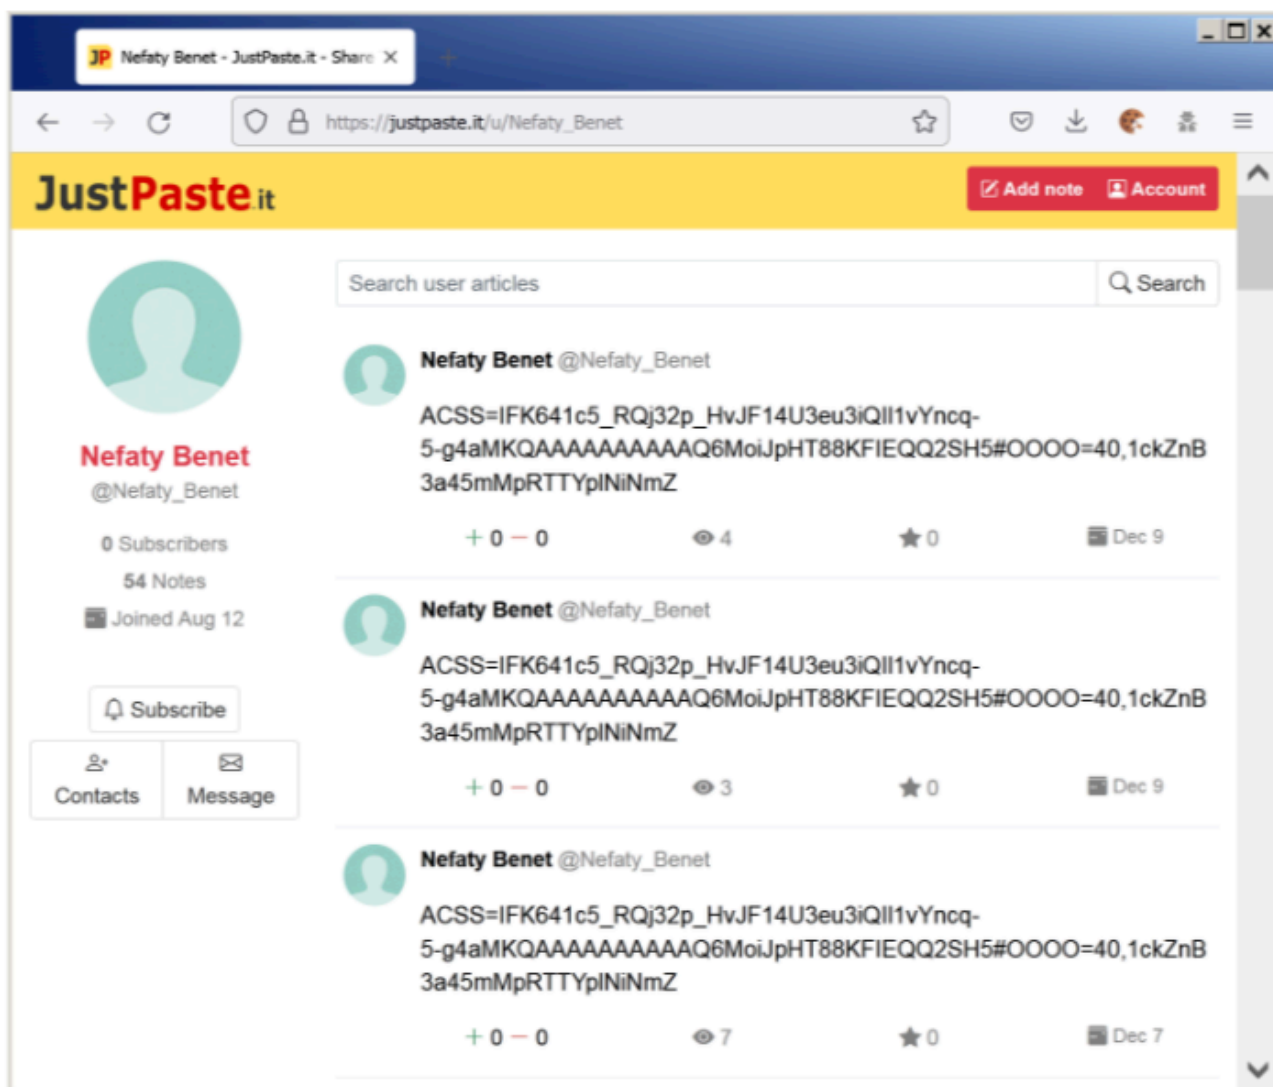 JP Nefaty Benet - JustPaste.it - Share
https://justpaste.it/u/Nefaty_Benet
JustPaste.it
Add note Account
Nefaty Benet
@Nefaty_Benet
0 Subscribers
54 Notes
Joined Aug 12
Subscribe
Contacts Message
Search user articles Search
Nefaty Benet @Nefaty_Benet
ACSS=IFK641c5_RQj32p_HvJF14U3eu3iQIl1vYncq-
5-g4aMKQAAAAAAAAAAQ6MoiJpHT88KFIEQQ2SH5#OOOO=40,1ckZnB
3a45mMpRTTYpINiNmZ
+ 0 − 0 4 0 Dec 9
Nefaty Benet @Nefaty_Benet
ACSS=IFK641c5_RQj32p_HvJF14U3eu3iQIl1vYncq-
5-g4aMKQAAAAAAAAAAQ6MoiJpHT88KFIEQQ2SH5#OOOO=40,1ckZnB
3a45mMpRTTYpINiNmZ
+ 0 − 0 3 0 Dec 9
Nefaty Benet @Nefaty_Benet
ACSS=IFK641c5_RQj32p_HvJF14U3eu3iQIl1vYncq-
5-g4aMKQAAAAAAAAAAQ6MoiJpHT88KFIEQQ2SH5#OOOO=40,1ckZnB
3a45mMpRTTYpINiNmZ
+ 0 − 0 7 0 Dec 7